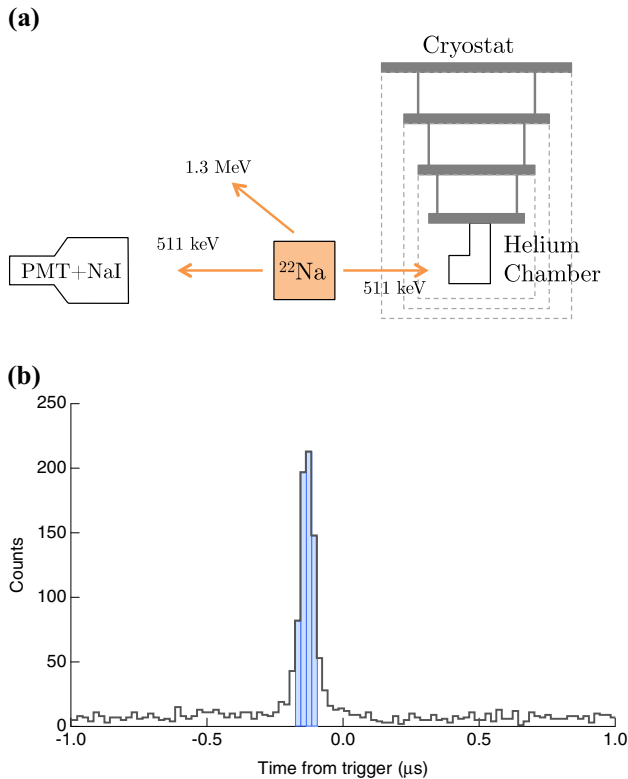 (a)
Cryostat
1.3 MeV
511 keV
PMT+NaI
²²Na
511 keV
Helium
Chamber
(b)
250
200
150
100
50
0
Counts
-1.0
-0.5
0.0
0.5
1.0
Time from trigger (μs)